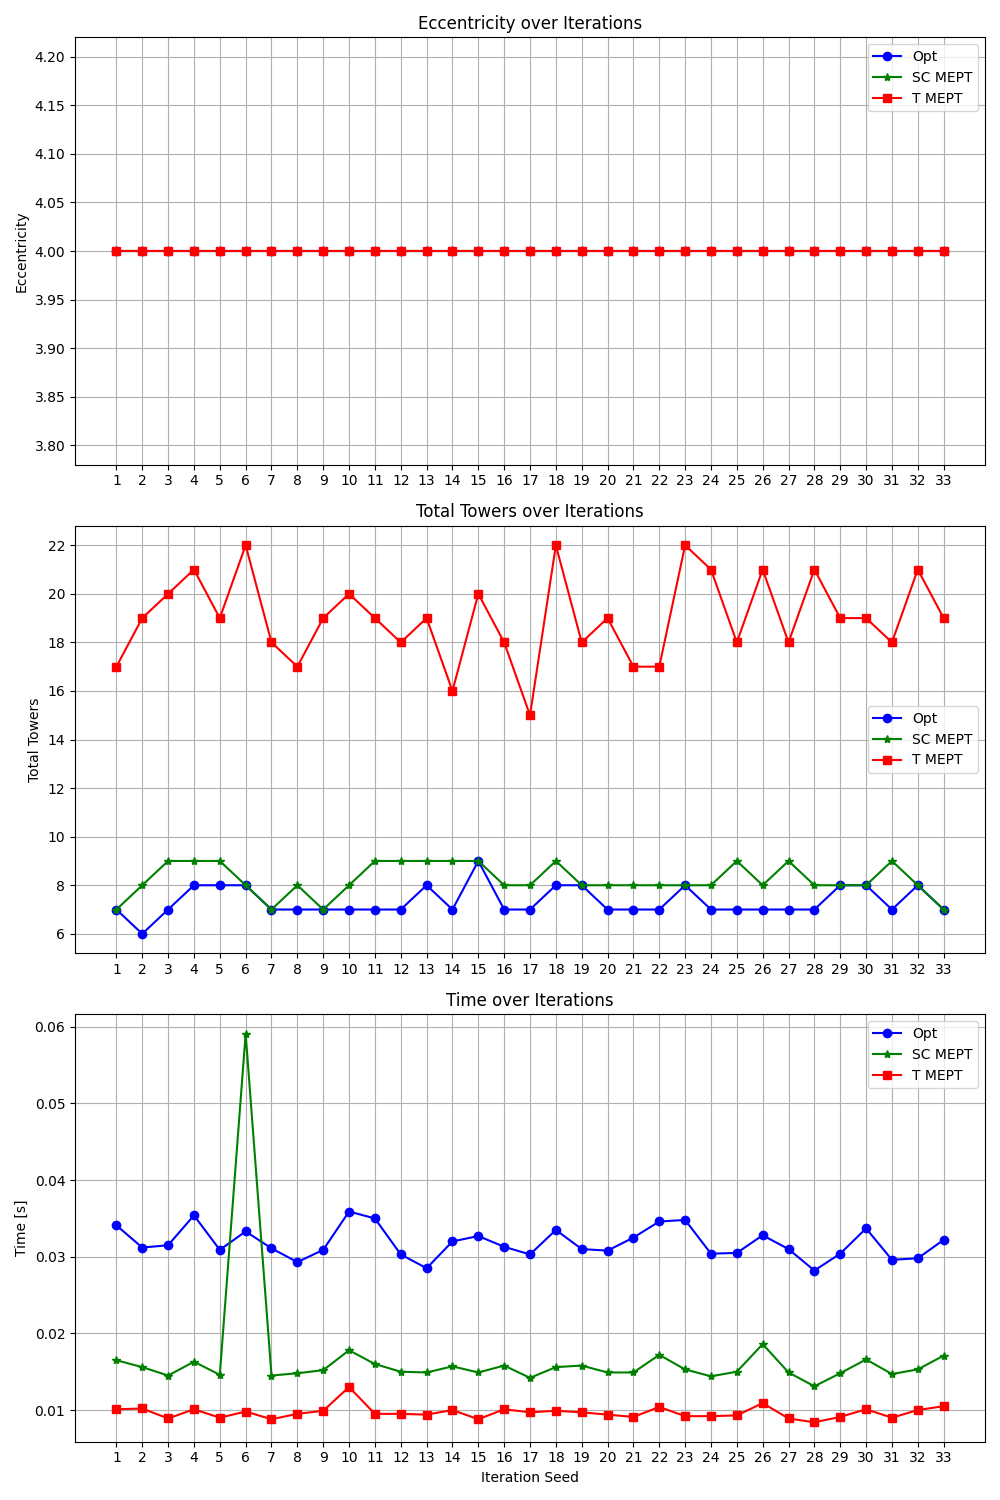 Eccentricity over Iterations
4.20
4.15
4.10
4.05
4.00
3.95
3.90
3.85
3.80
Eccentricity
Opt
SC MEPT
T MEPT
1 2 3 4 5 6 7 8 9 10 11 12 13 14 15 16 17 18 19 20 21 22 23 24 25 26 27 28 29 30 31 32 33
Total Towers over Iterations
22
20
18
16
14
12
10
8
6
Total Towers
Opt
SC MEPT
T MEPT
1 2 3 4 5 6 7 8 9 10 11 12 13 14 15 16 17 18 19 20 21 22 23 24 25 26 27 28 29 30 31 32 33
Time over Iterations
0.06
0.05
0.04
0.03
0.02
0.01
Time [s]
Opt
SC MEPT
T MEPT
1 2 3 4 5 6 7 8 9 10 11 12 13 14 15 16 17 18 19 20 21 22 23 24 25 26 27 28 29 30 31 32 33
Iteration Seed